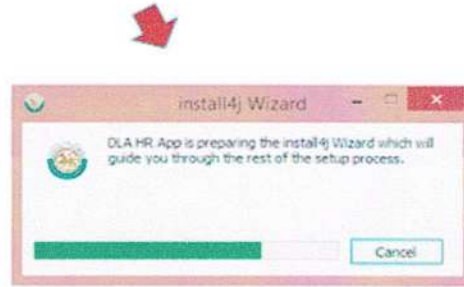 install4j Wizard
DLA HR App is preparing the install4j Wizard which will
guide you through the rest of the setup process.
Cancel